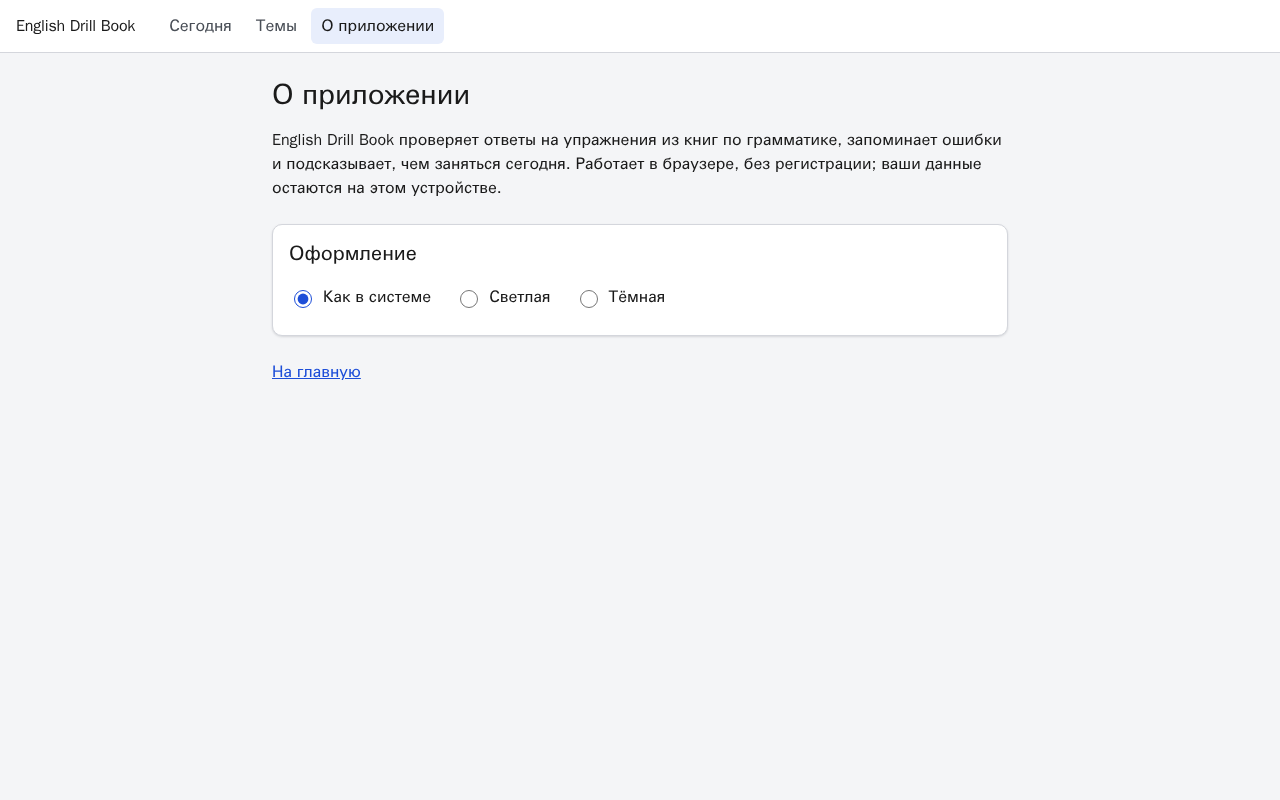 English Drill Book Сегодня Темы О приложении
О приложении
English Drill Book проверяет ответы на упражнения из книг по грамматике, запоминает ошибки
и подсказывает, чем заняться сегодня. Работает в браузере, без регистрации; ваши данные
остаются на этом устройстве.
Оформление
Как в системе Светлая Тёмная
На главную